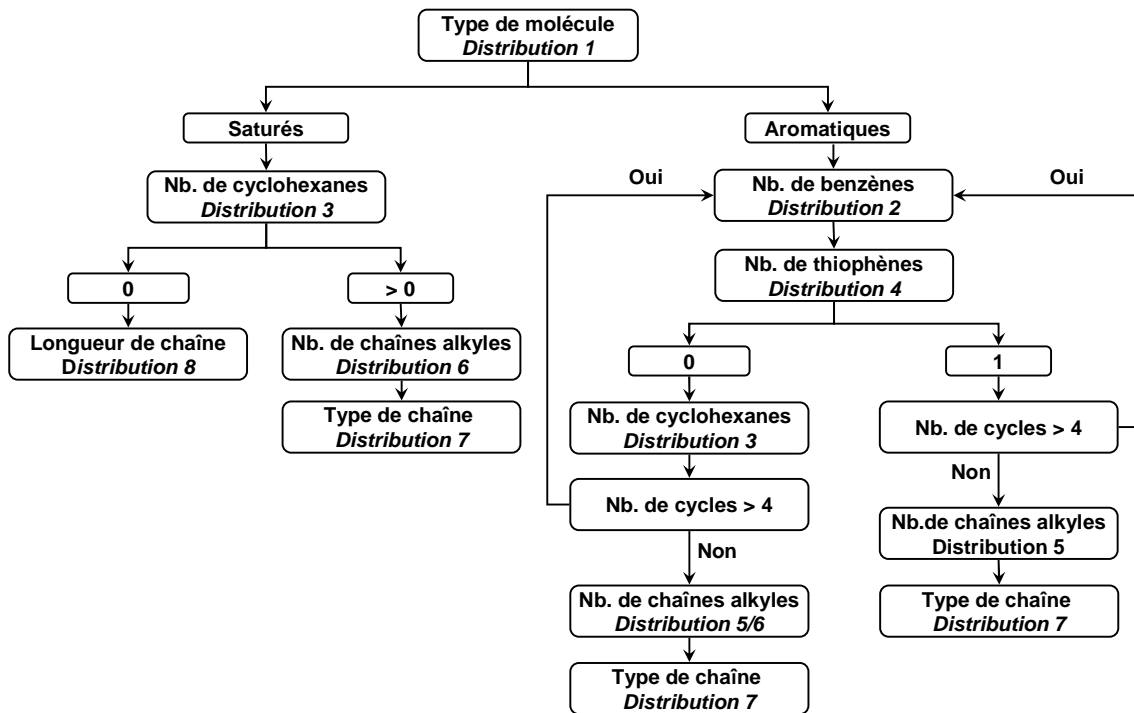 Type de molécule
Distribution 1
Saturés
Aromatiques
Nb. de cyclohexanes
Distribution 3
Oui
Nb. de benzènes
Distribution 2
Oui
Nb. de thiophènes
Distribution 4
0
> 0
Longueur de chaîne
Distribution 8
Nb. de chaînes alkyles
Distribution 6
Type de chaîne
Distribution 7
0
1
Nb. de cyclohexanes
Distribution 3
Nb. de cycles > 4
Nb. de cycles > 4
Non
Non
Nb. de chaînes alkyles
Distribution 5/6
Type de chaîne
Distribution 7
Nb.de chaînes alkyles
Distribution 5
Type de chaîne
Distribution 7